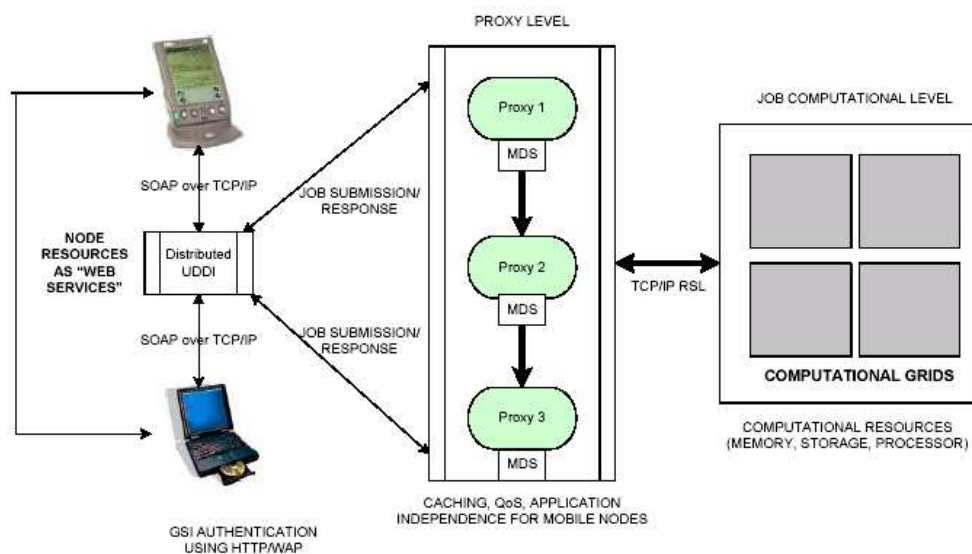 PROXY LEVEL
Proxy 1
MDS
JOB COMPUTATIONAL LEVEL
SOAP over TCP/IP
JOB SUBMISSION/
RESPONSE
NODE
RESOURCES
AS "WEB
SERVICES"
Distributed
UDDI
Proxy 2
MDS
TCP/IP RSL
SOAP over TCP/IP
JOB SUBMISSION/
RESPONSE
COMPUTATIONAL GRIDS
Proxy 3
MDS
COMPUTATIONAL RESOURCES
(MEMORY, STORAGE, PROCESSOR)
CACHING, QoS, APPLICATION
INDEPENDENCE FOR MOBILE NODES
GSI AUTHENTICATION
USING HTTP/WAP